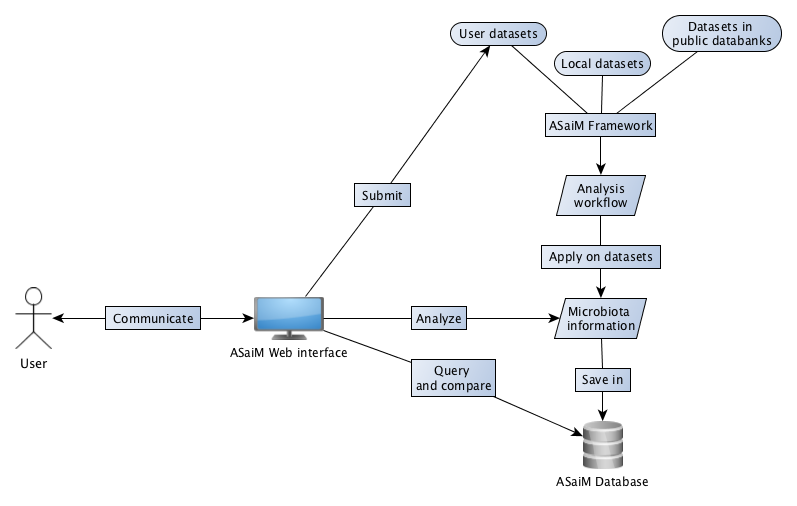 Datasets in
public databanks
User datasets
Local datasets
ASaiM Framework
Analysis
workflow
Submit
Apply on datasets
Communicate
Analyze
Microbiota
information
ASaiM Web interface
User
Query
and compare
Save in
ASaiM Database